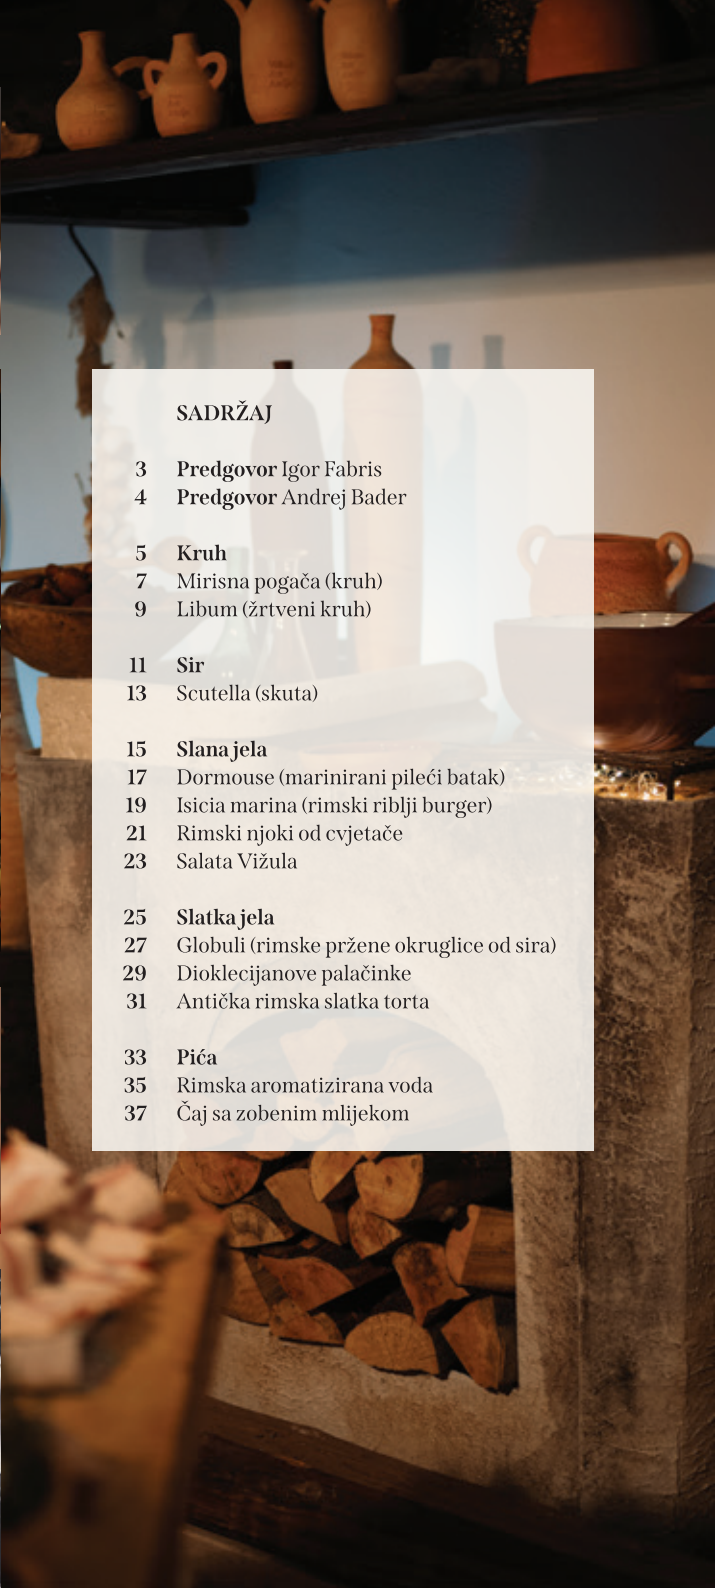 SADRŽAJ
3 Predgovor Igor Fabris
4 Predgovor Andrej Bader
5 Kruh
7 Mirisna pogača (kruh)
9 Libum (žrtveni kruh)
11 Sir
13 Scutella (skuta)
15 Slana jela
17 Dormouse (marinirani pileći batak)
19 Isicia marina (rimski riblji burger)
21 Rimski njoki od cvjetače
23 Salata Vižula
25 Slatka jela
27 Globuli (rimske pržene okruglice od sira)
29 Dioklecijanove palačinke
31 Antička rimska slatka torta
33 Pića
35 Rimska aromatizirana voda
37 Čaj sa zobenim mlijekom